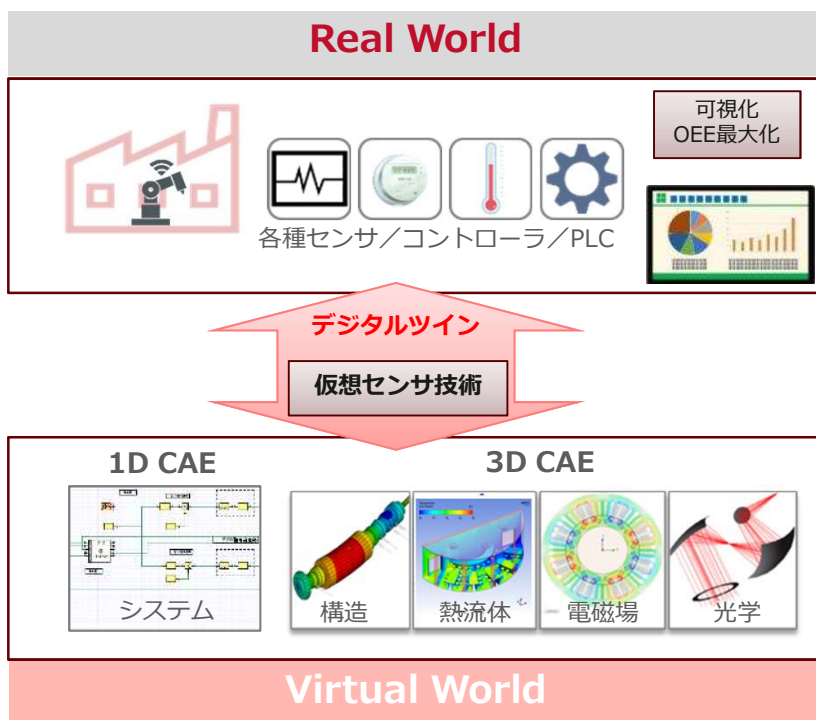 Real World
可視化
OEE最大化
各種センサ／コントローラ／PLC
デジタルツイン
仮想センサ技術
1D CAE
3D CAE
システム
構造
熱流体
電磁場
光学
Virtual World